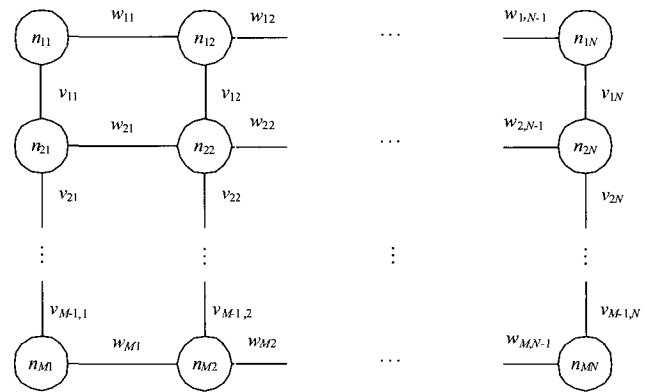 w11 w12 ... w1,N-1
n11 n12 n1N
v11 v12 v1N
w21 w22 ... w2,N-1
n21 n22 n2N
v21 v22 v2N
⋮ ⋮ ⋮ ⋮
vM-1,1 vM-1,2 vM-1,N
wM1 wM2 ... wM,N-1
nM1 nM2 nMN